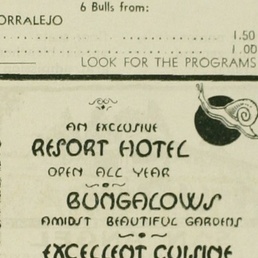 6 Bulls from:
ORRALEJO
1.50
1.00
LOOK FOR THE PROGRAMS
AN EXCLUSIVE
RESORT HOTEL
OPEN ALL YEAR
BUNGALOWS
AMIDST BEAUTIFUL GARDENS
EXCELLENT CUISINE